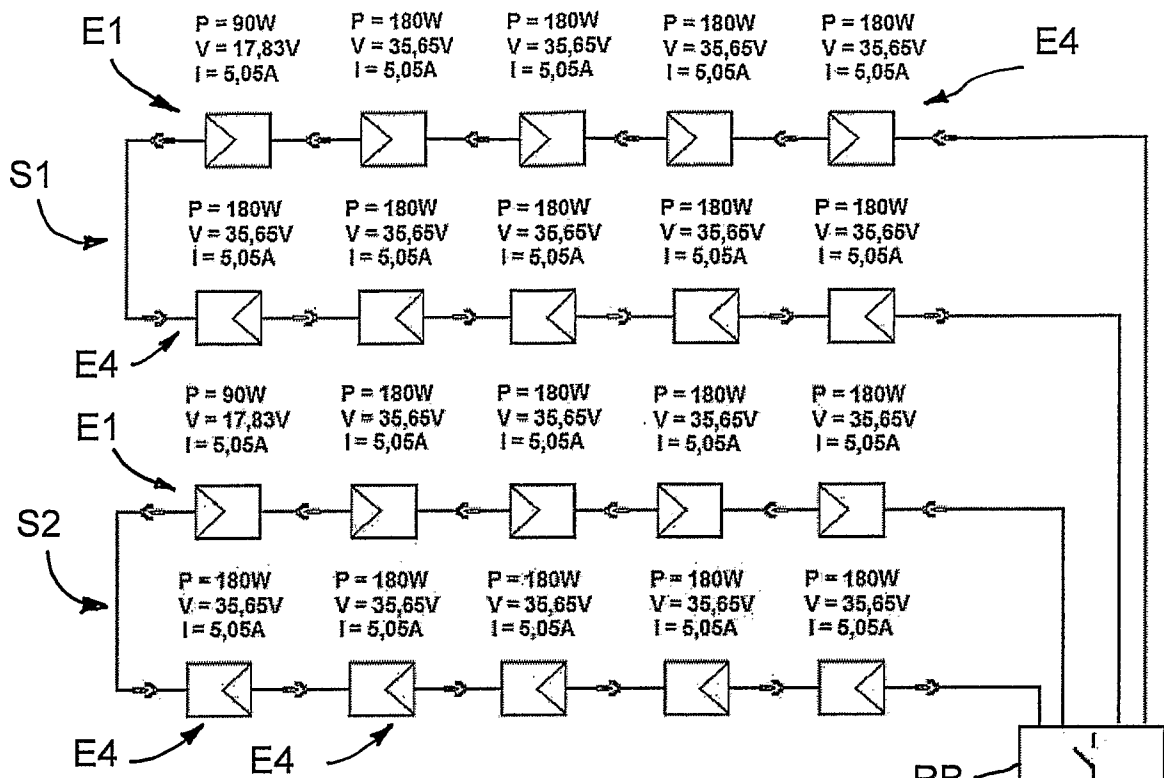 E1
P = 90W
V = 17,83V
I = 5,05A
P = 180W
V = 35,65V
I = 5,05A
P = 180W
V = 35,65V
I = 5,05A
P = 180W
V = 35,65V
I = 5,05A
P = 180W
V = 35,65V
I = 5,05A
E4
S1
P = 180W
V = 35,65V
I = 5,05A
P = 180W
V = 35,65V
I = 5,05A
P = 180W
V = 35,65V
I = 5,05A
P = 180W
V = 35,65V
I = 5,05A
P = 180W
V = 35,65V
I = 5,05A
E4
E1
P = 90W
V = 17,83V
I = 5,05A
P = 180W
V = 35,65V
I = 5,05A
P = 180W
V = 35,65V
I = 5,05A
P = 180W
V = 35,65V
I = 5,05A
P = 180W
V = 35,65V
I = 5,05A
S2
P = 180W
V = 35,65V
I = 5,05A
P = 180W
V = 35,65V
I = 5,05A
P = 180W
V = 35,65V
I = 5,05A
P = 180W
V = 35,65V
I = 5,05A
P = 180W
V = 35,65V
I = 5,05A
E4
E4